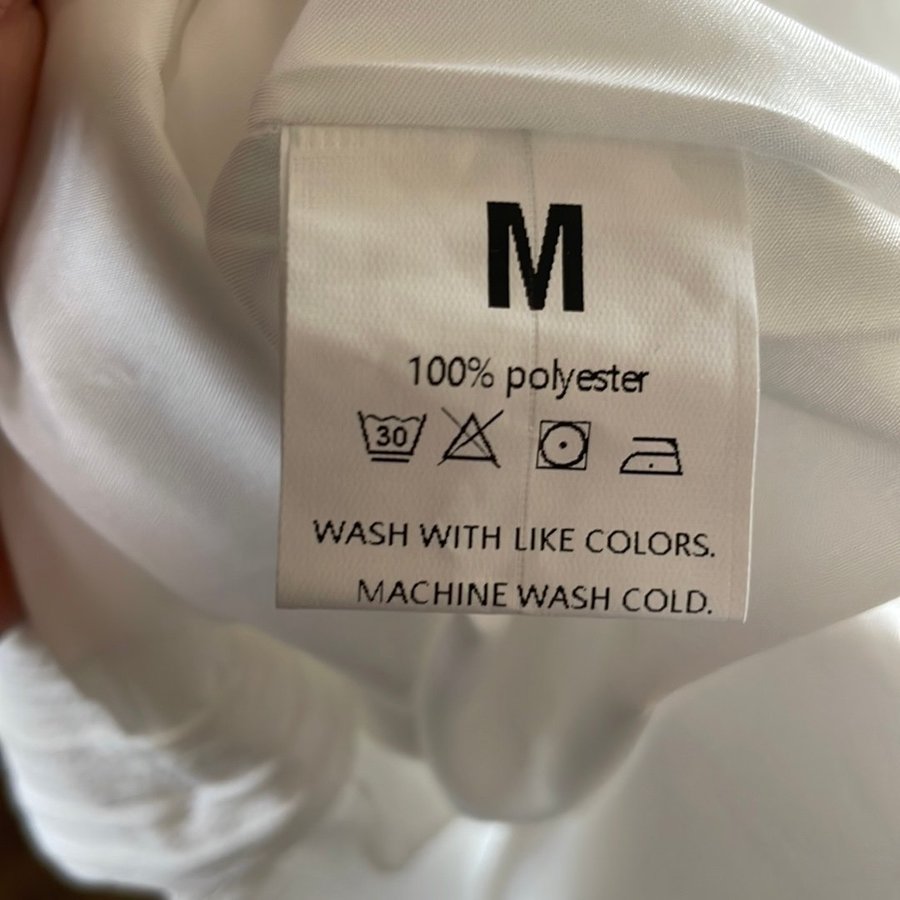 M
100% polyester
30
WASH WITH LIKE COLORS.
MACHINE WASH COLD.